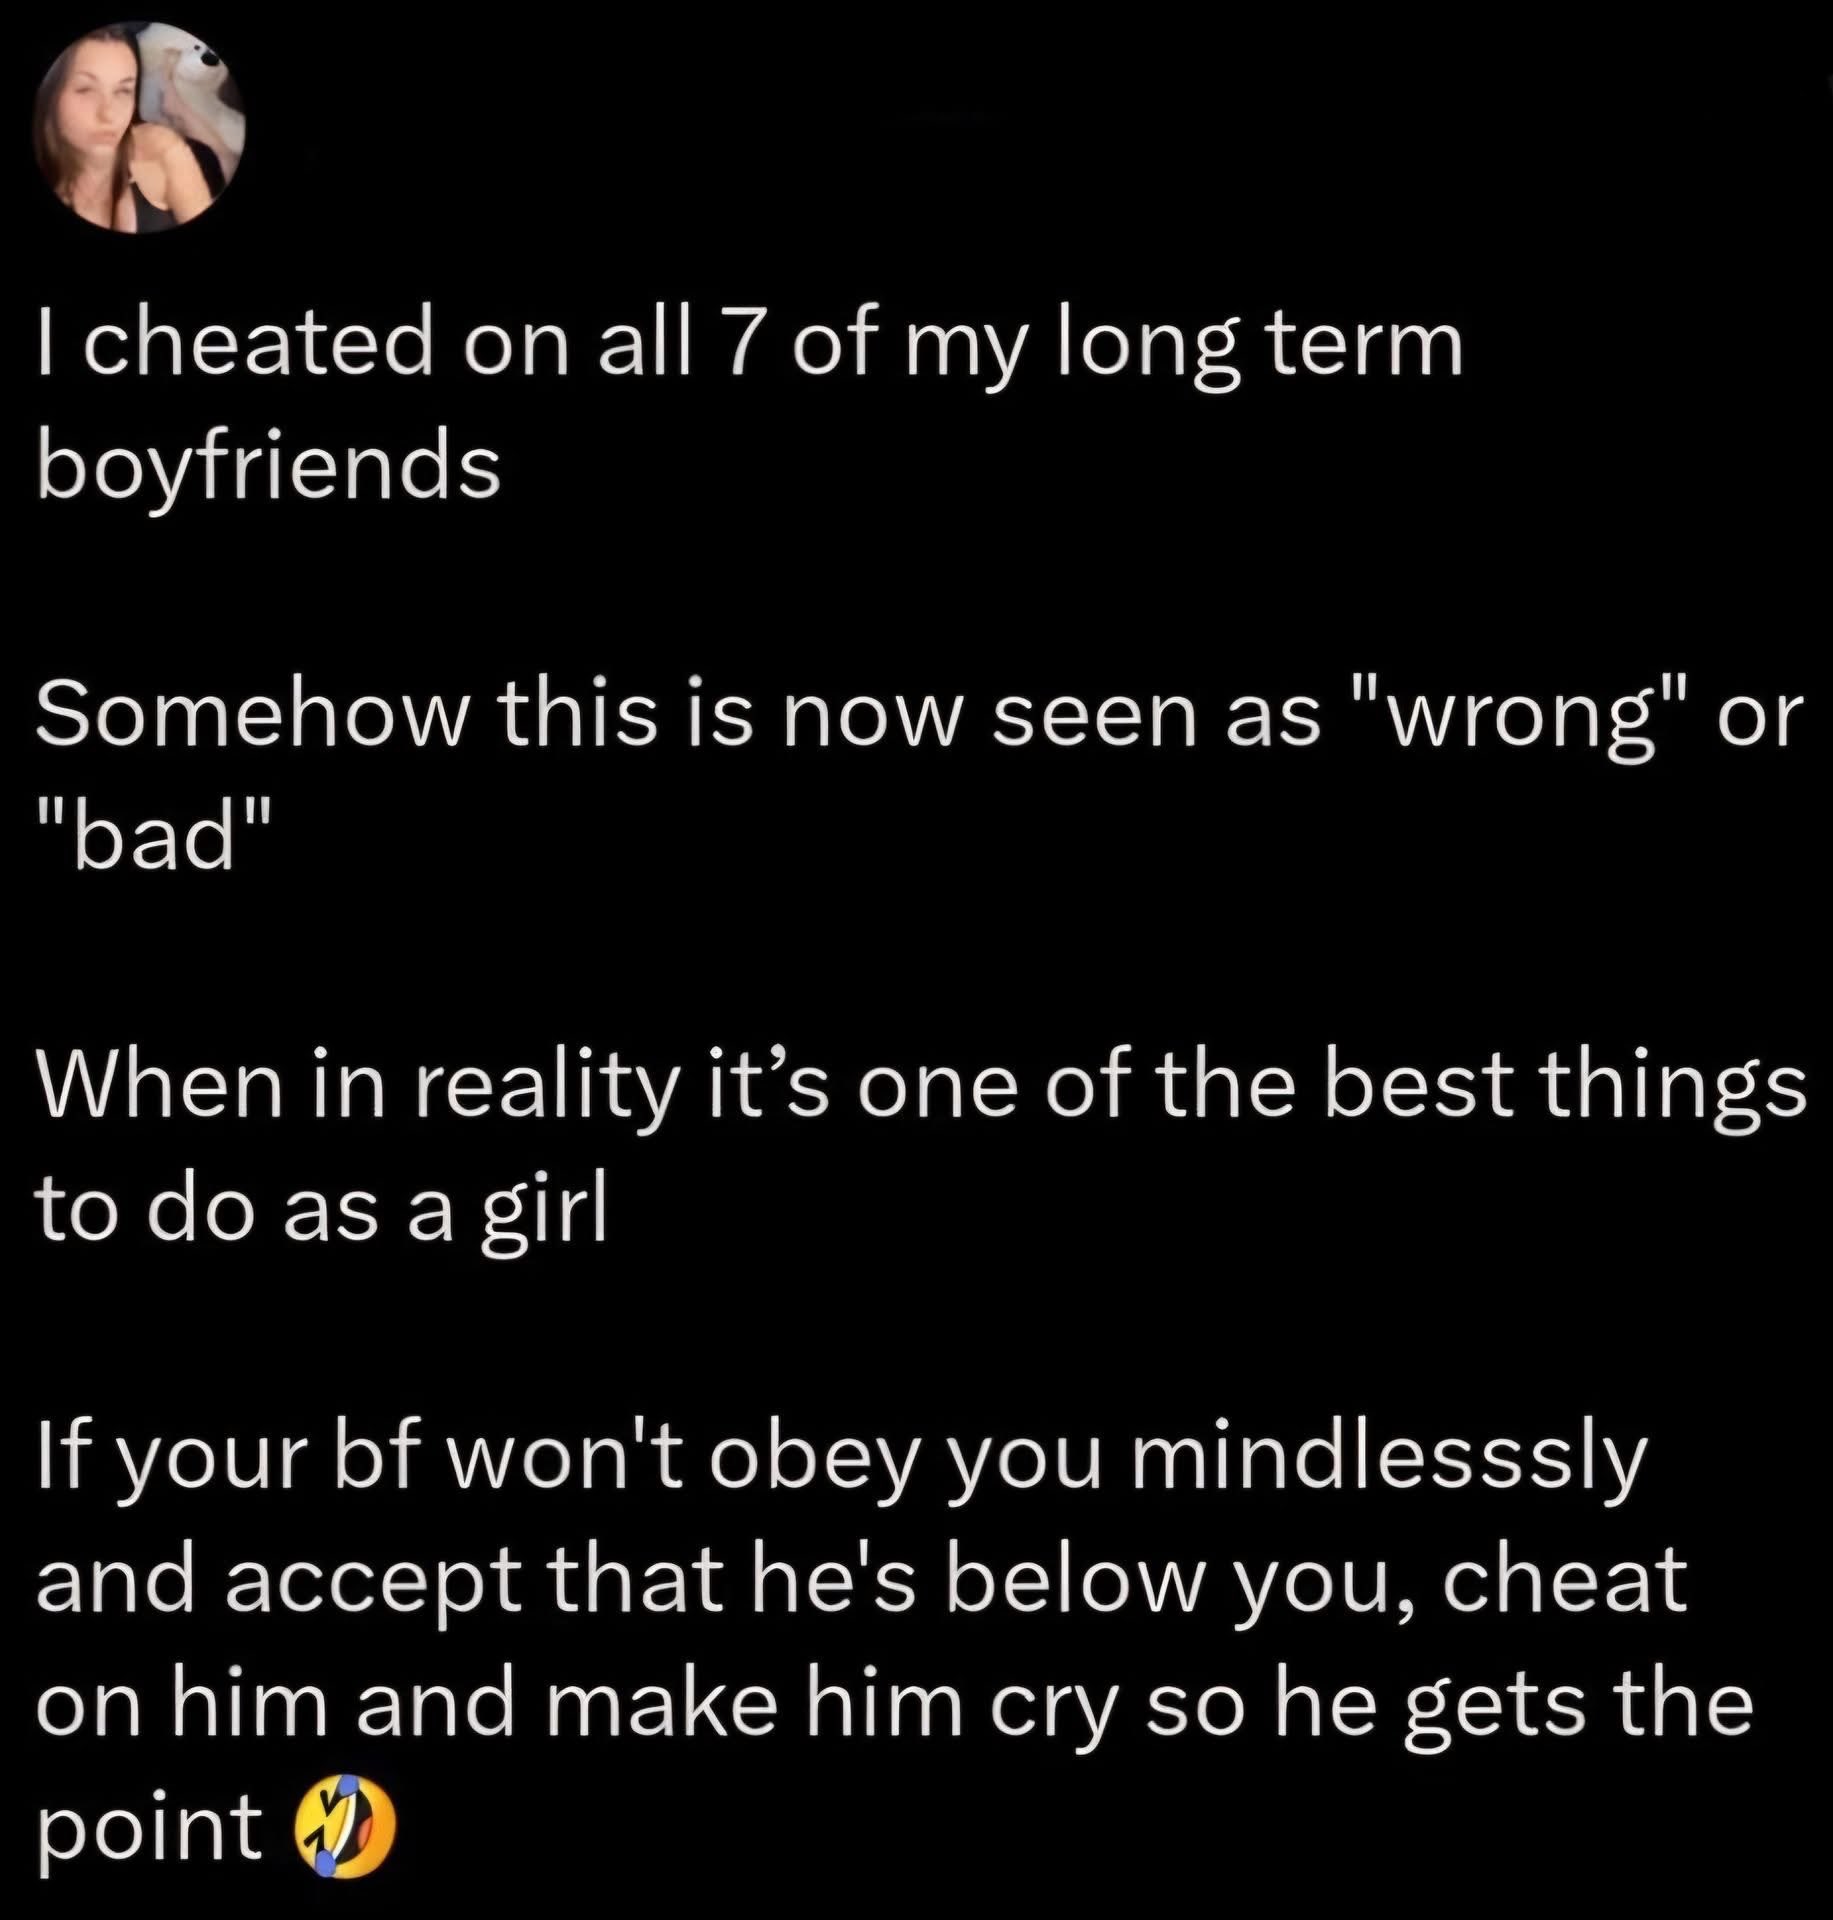 I cheated on all 7 of my long term
boyfriends
Somehow this is now seen as "wrong" or
"bad"
When in reality it’s one of the best things
to do as a girl
If your bf won't obey you mindlesssly
and accept that he's below you, cheat
on him and make him cry so he gets the
point 🤣